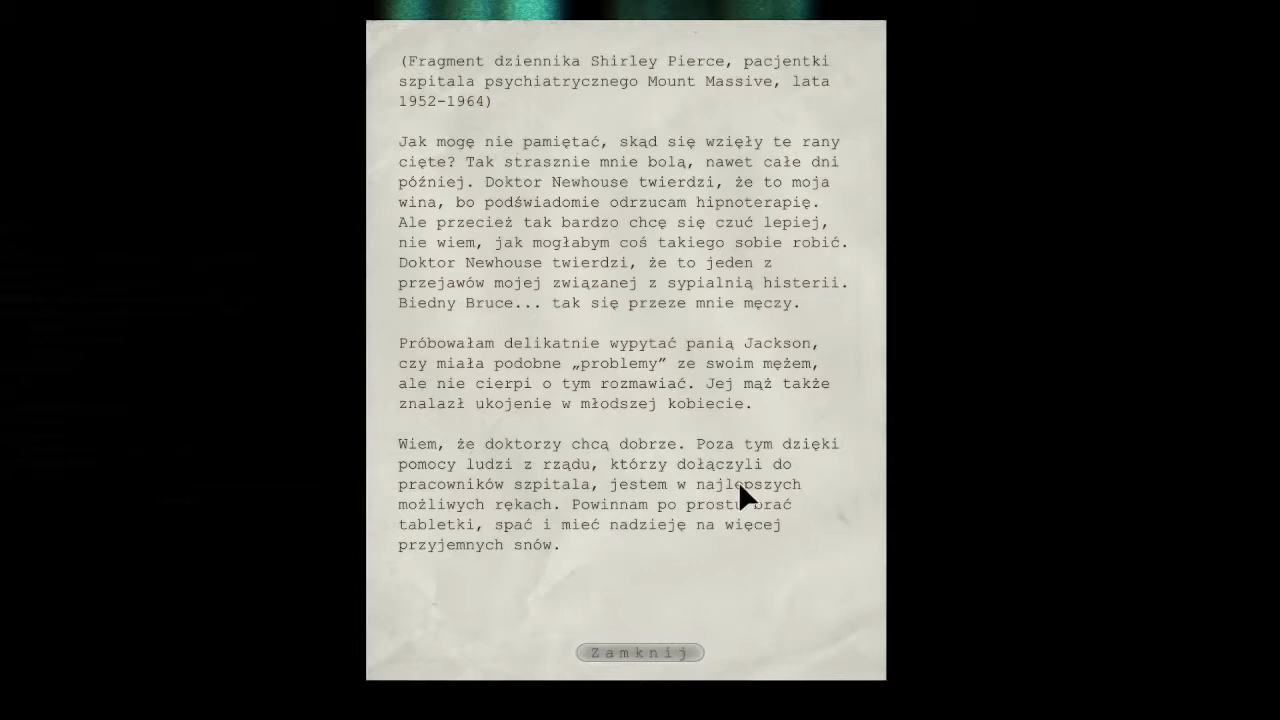 (Fragment dziennika Shirley Pierce, pacjentki
szpitala psychiatrycznego Mount Massive, lata
1952-1964)
Jak mogę nie pamiętać, skąd się wzięły te rany
cięte? Tak strasznie mnie bolą, nawet całe dni
później. Doktor Newhouse twierdzi, że to moja
wina, bo podświadomie odrzucam hipnoterapię.
Ale przecież tak bardzo chcę się czuć lepiej,
nie wiem, jak mogłabym coś takiego sobie robić.
Doktor Newhouse twierdzi, że to jeden z
przejawów mojej związanej z sypialnią histerii.
Biedny Bruce... tak się przeze mnie męczy.
Próbowałam delikatnie wypytać panią Jackson,
czy miała podobne „problemy” ze swoim mężem,
ale nie cierpi o tym rozmawiać. Jej mąż także
znalazł ukojenie w młodszej kobiecie.
Wiem, że doktorzy chcą dobrze. Poza tym dzięki
pomocy ludzi z rządu, którzy dołączyli do
pracowników szpitala, jestem w najlepszych
możliwych rękach. Powinnam po prostu brać
tabletki, spać i mieć nadzieję na więcej
przyjemnych snów.
Zamknij